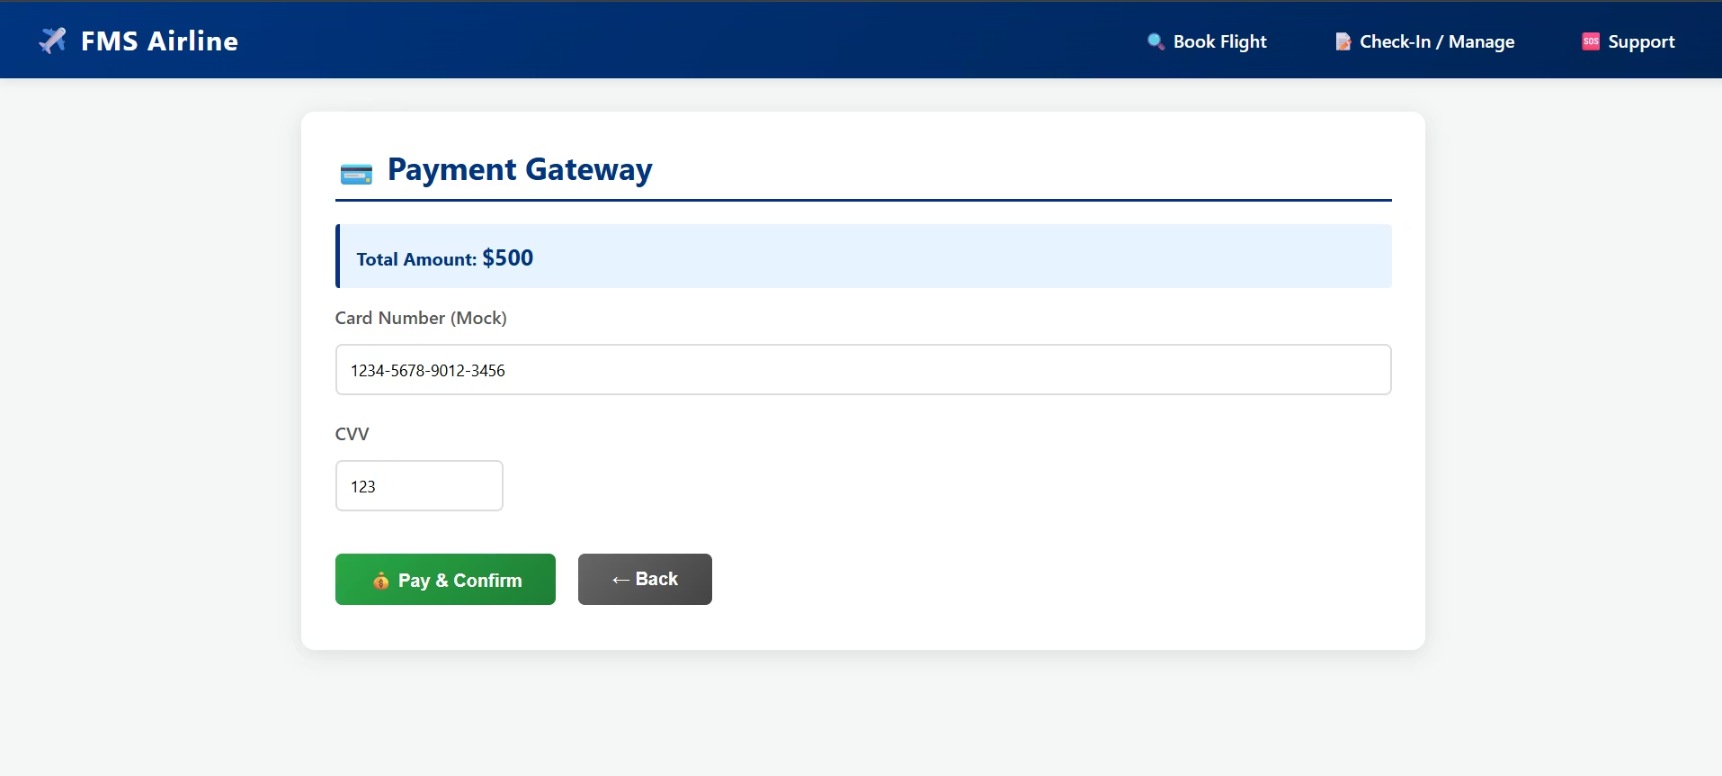 FMS Airline
Book Flight
Check-In / Manage
SOS Support
Payment Gateway
Total Amount: $500
Card Number (Mock)
1234-5678-9012-3456
CVV
123
Pay & Confirm
← Back